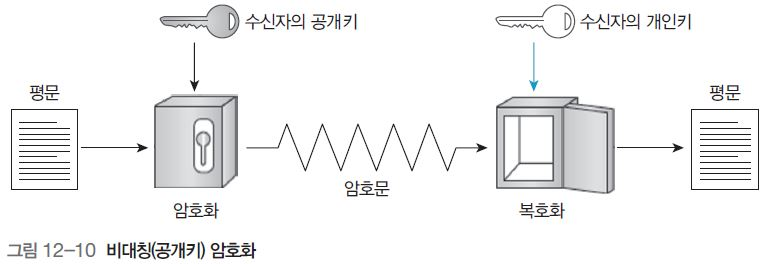 수신자의 공개키
수신자의 개인키
평문
평문
암호문
암호화
복호화
그림 12-10 비대칭(공개키) 암호화